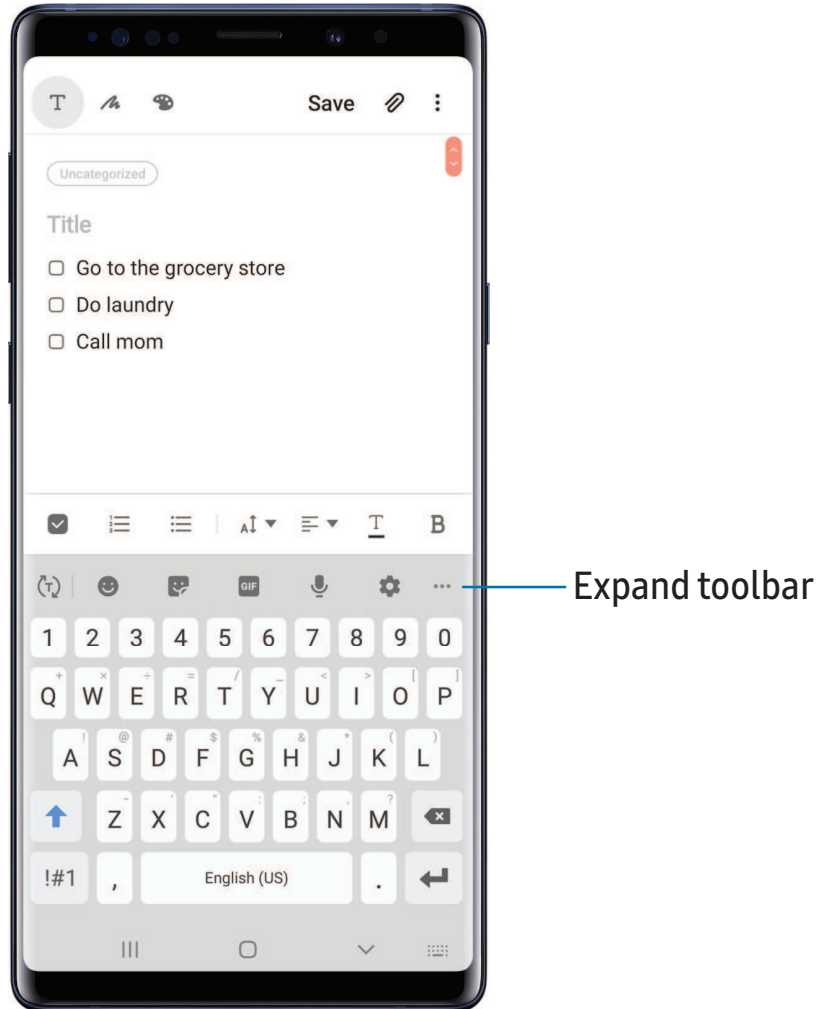 T Save
Uncategorized
Title
Go to the grocery store
Do laundry
Call mom
A T B
T GIF
Expand toolbar
1 2 3 4 5 6 7 8 9 0
+ × ÷ = / _ < > [ ]
Q W E R T Y U I O P
! @ # $ % & * ( )
A S D F G H J K L
- ' " : ; , ?
Z X C V B N M
!#1 , English (US) .